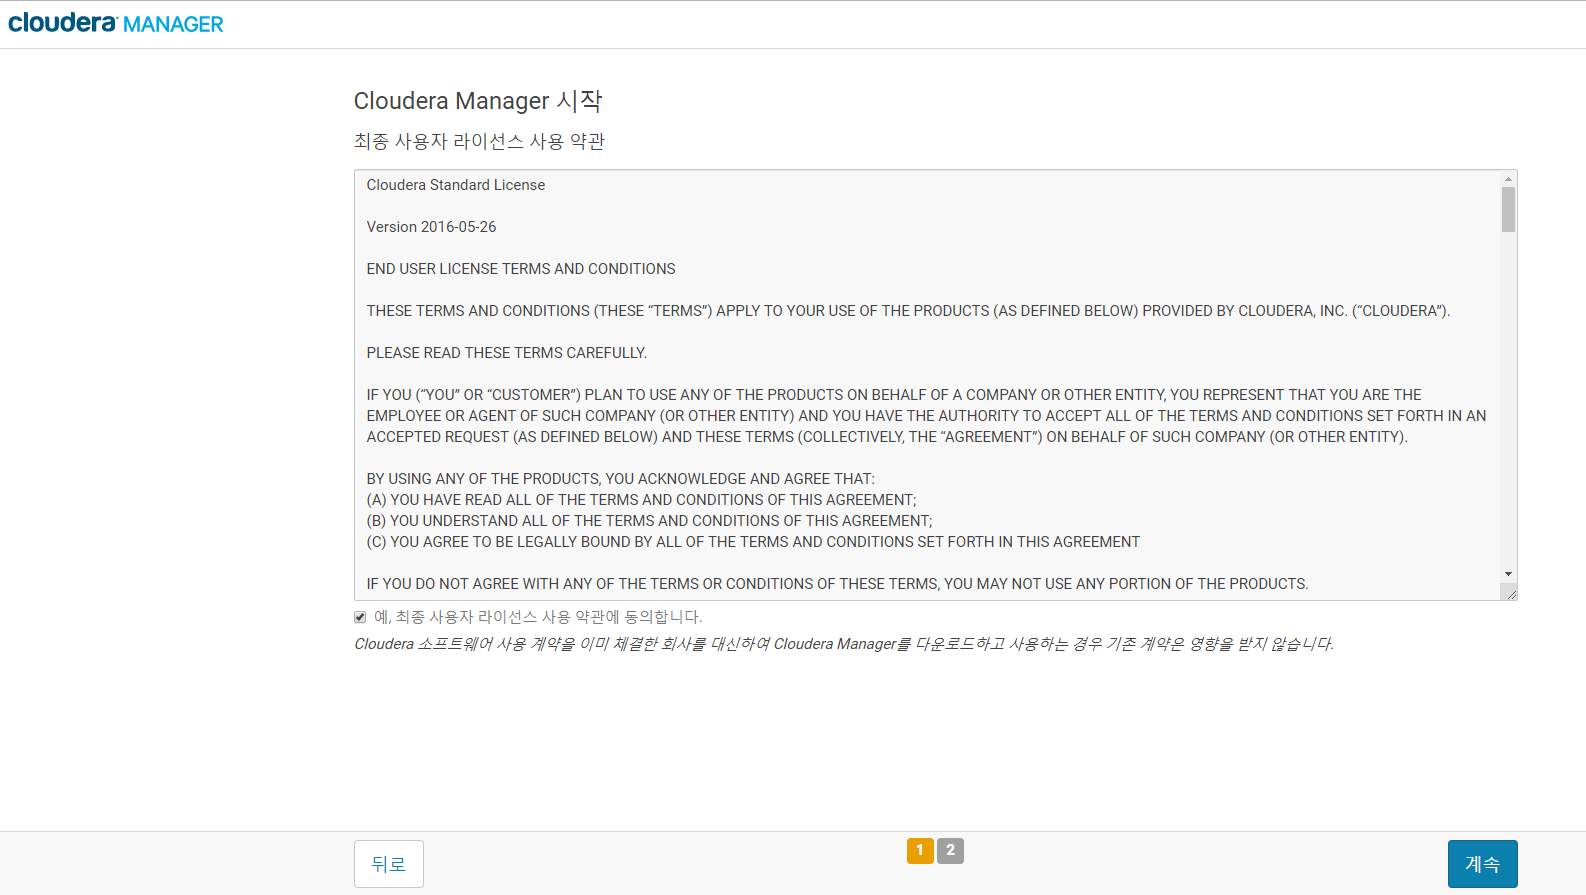 cloudera MANAGER
Cloudera Manager 시작
최종 사용자 라이선스 사용 약관
Cloudera Standard License
Version 2016-05-26
END USER LICENSE TERMS AND CONDITIONS
THESE TERMS AND CONDITIONS (THESE “TERMS”) APPLY TO YOUR USE OF THE PRODUCTS (AS DEFINED BELOW) PROVIDED BY CLOUDERA, INC. (“CLOUDERA”).
PLEASE READ THESE TERMS CAREFULLY.
IF YOU (“YOU” OR “CUSTOMER”) PLAN TO USE ANY OF THE PRODUCTS ON BEHALF OF A COMPANY OR OTHER ENTITY, YOU REPRESENT THAT YOU ARE THE
EMPLOYEE OR AGENT OF SUCH COMPANY (OR OTHER ENTITY) AND YOU HAVE THE AUTHORITY TO ACCEPT ALL OF THE TERMS AND CONDITIONS SET FORTH IN AN
ACCEPTED REQUEST (AS DEFINED BELOW) AND THESE TERMS (COLLECTIVELY, THE “AGREEMENT”) ON BEHALF OF SUCH COMPANY (OR OTHER ENTITY).
BY USING ANY OF THE PRODUCTS, YOU ACKNOWLEDGE AND AGREE THAT:
(A) YOU HAVE READ ALL OF THE TERMS AND CONDITIONS OF THIS AGREEMENT;
(B) YOU UNDERSTAND ALL OF THE TERMS AND CONDITIONS OF THIS AGREEMENT;
(C) YOU AGREE TO BE LEGALLY BOUND BY ALL OF THE TERMS AND CONDITIONS SET FORTH IN THIS AGREEMENT
IF YOU DO NOT AGREE WITH ANY OF THE TERMS OR CONDITIONS OF THESE TERMS, YOU MAY NOT USE ANY PORTION OF THE PRODUCTS.
예, 최종 사용자 라이선스 사용 약관에 동의합니다.
Cloudera 소프트웨어 사용 계약을 이미 체결한 회사를 대신하여 Cloudera Manager를 다운로드하고 사용하는 경우 기존 계약은 영향을 받지 않습니다.
뒤로
1 2
계속